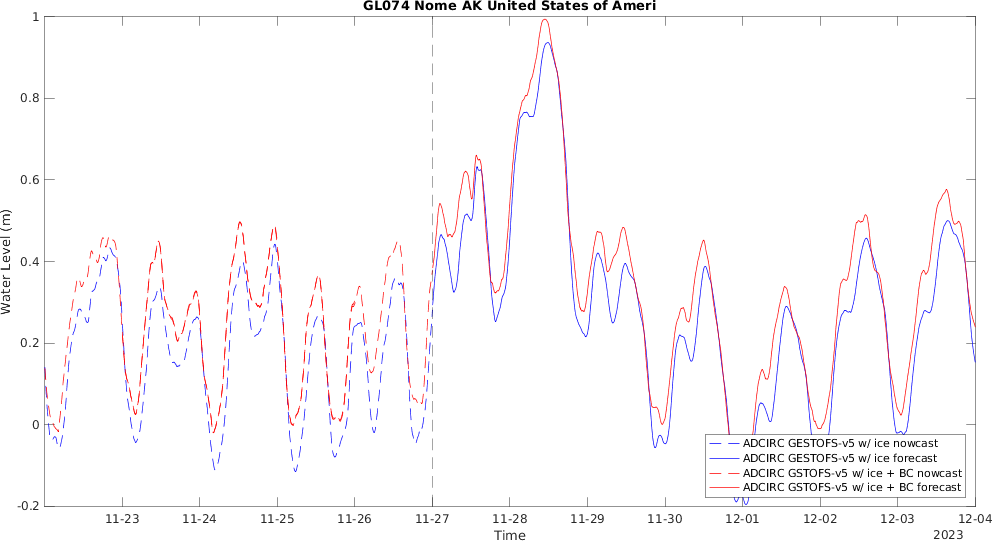 GL074 Nome AK United States of Ameri
1
0.8
0.6
0.4
0.2
0
-0.2
Water Level (m)
11-23 11-24 11-25 11-26 11-27 11-28 11-29 11-30 12-01 12-02 12-03 12-04
Time
2023
ADCIRC GESTOFS-v5 w/ ice nowcast
ADCIRC GESTOFS-v5 w/ ice forecast
ADCIRC GSTOFS-v5 w/ ice + BC nowcast
ADCIRC GSTOFS-v5 w/ ice + BC forecast